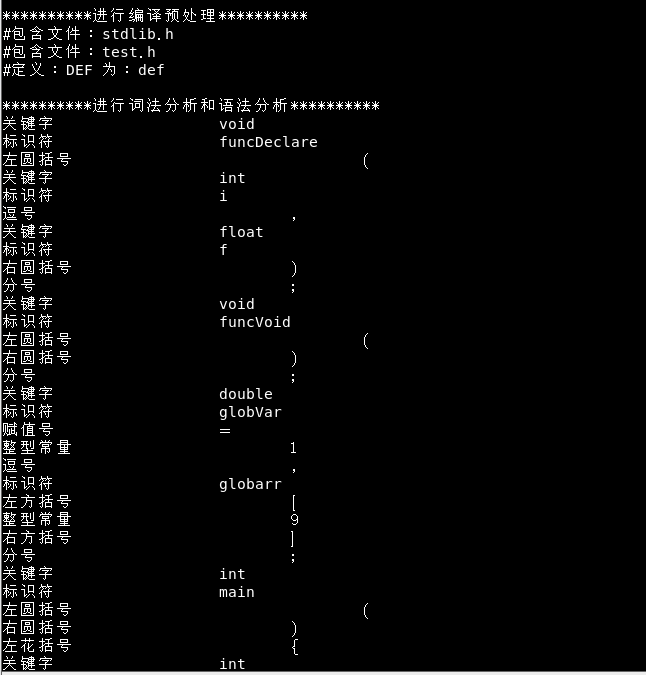 **********进行编译预处理**********
#包含文件：stdlib.h
#包含文件：test.h
#定义：DEF 为：def
**********进行词法分析和语法分析**********
关键字 void
标识符 funcDeclare
左圆括号 (
关键字 int
标识符 i
逗号 ,
关键字 float
标识符 f
右圆括号 )
分号 ;
关键字 void
标识符 funcVoid
左圆括号 (
右圆括号 )
分号 ;
关键字 double
标识符 globVar
赋值号 =
整型常量 1
逗号 ,
标识符 globarr
左方括号 [
整型常量 9
右方括号 ]
分号 ;
关键字 int
标识符 main
左圆括号 (
右圆括号 )
左花括号 {
关键字 int